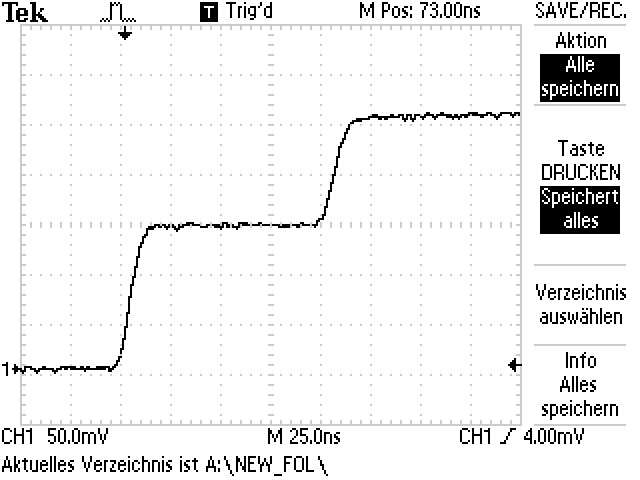 Tek
T Trig'd
M Pos: 73.00ns
SAVE/REC.
Aktion
Alle
speichern
Taste
DRUCKEN
Speichert
alles
Verzeichnis
auswählen
Info
Alles
speichern
1
CH1 50.0mV
M 25.0ns
CH1 4.00mV
Aktuelles Verzeichnis ist A:\NEW_FOL\